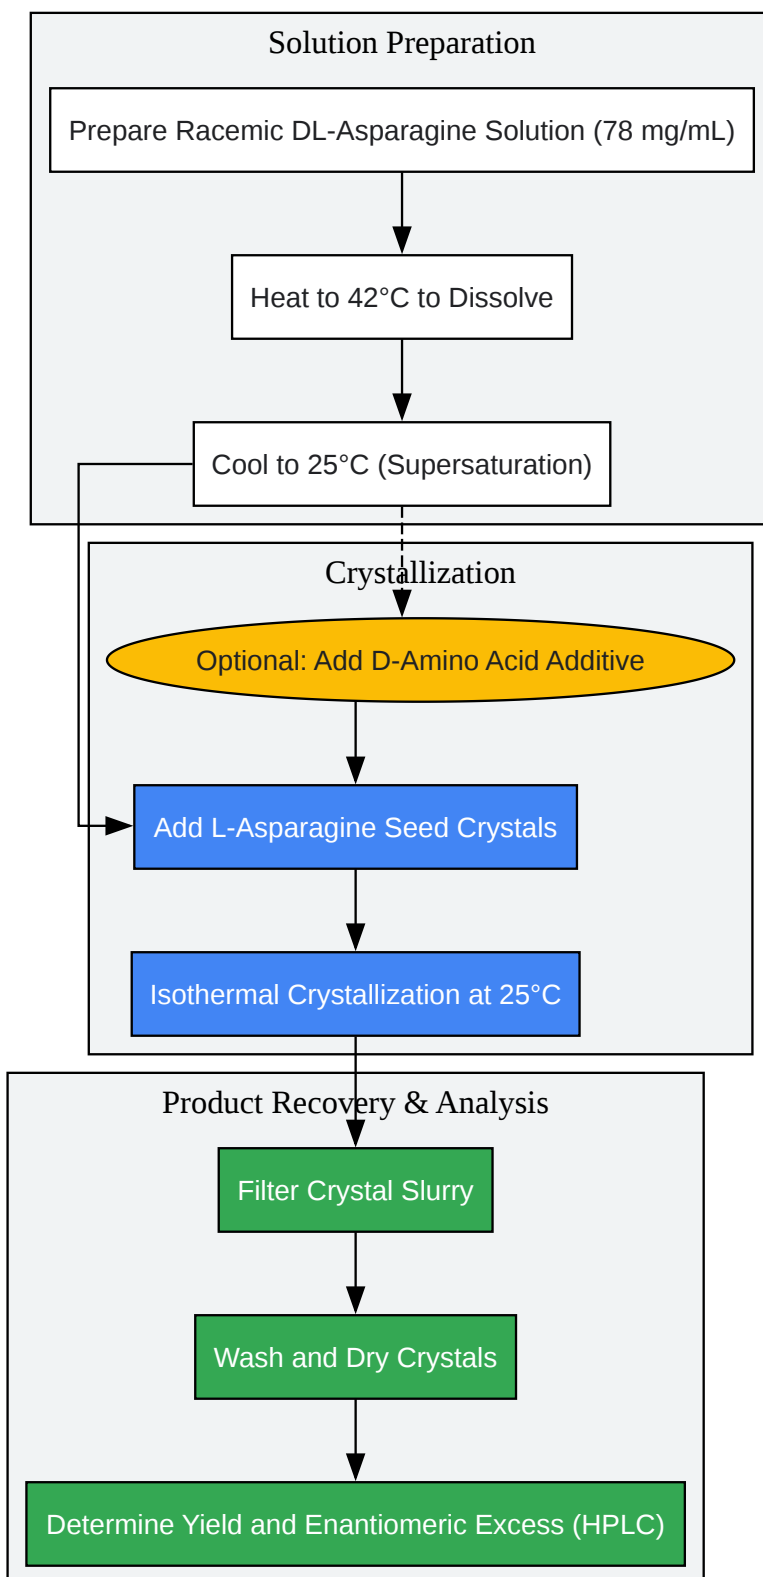 Solution Preparation
Prepare Racemic DL-Asparagine Solution (78 mg/mL)
Heat to 42°C to Dissolve
Cool to 25°C (Supersaturation)
Crystallization
Optional: Add D-Amino Acid Additive
Add L-Asparagine Seed Crystals
Isothermal Crystallization at 25°C
Product Recovery & Analysis
Filter Crystal Slurry
Wash and Dry Crystals
Determine Yield and Enantiomeric Excess (HPLC)